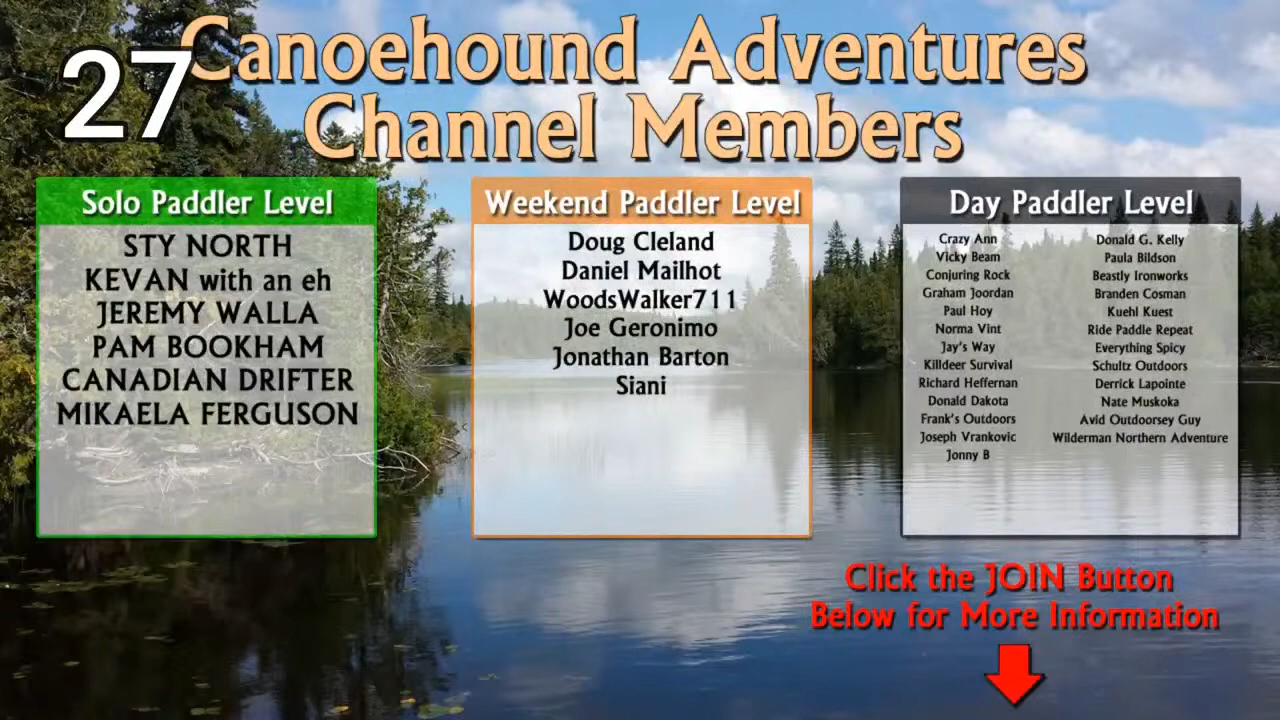 27
Canoehound Adventures
Channel Members
Solo Paddler Level
STY NORTH
KEVAN with an eh
JEREMY WALLA
PAM BOOKHAM
CANADIAN DRIFTER
MIKAELA FERGUSON
Weekend Paddler Level
Doug Cleland
Daniel Mailhot
WoodsWalker711
Joe Geronimo
Jonathan Barton
Siani
Day Paddler Level
Crazy Ann
Vicky Beam
Conjuring Rock
Graham Joordan
Paul Hoy
Norma Vint
Jay's Way
Killdeer Survival
Richard Heffernan
Donald Dakota
Frank's Outdoors
Joseph Vrankovic
Jonny B
Donald G. Kelly
Paula Bildson
Beastly Ironworks
Branden Cosman
Kuehl Kuest
Ride Paddle Repeat
Everything Spicy
Schultz Outdoors
Derrick Lapointe
Nate Muskoka
Avid Outdoorsey Guy
Wilderman Northern Adventure
Click the JOIN Button
Below for More Information